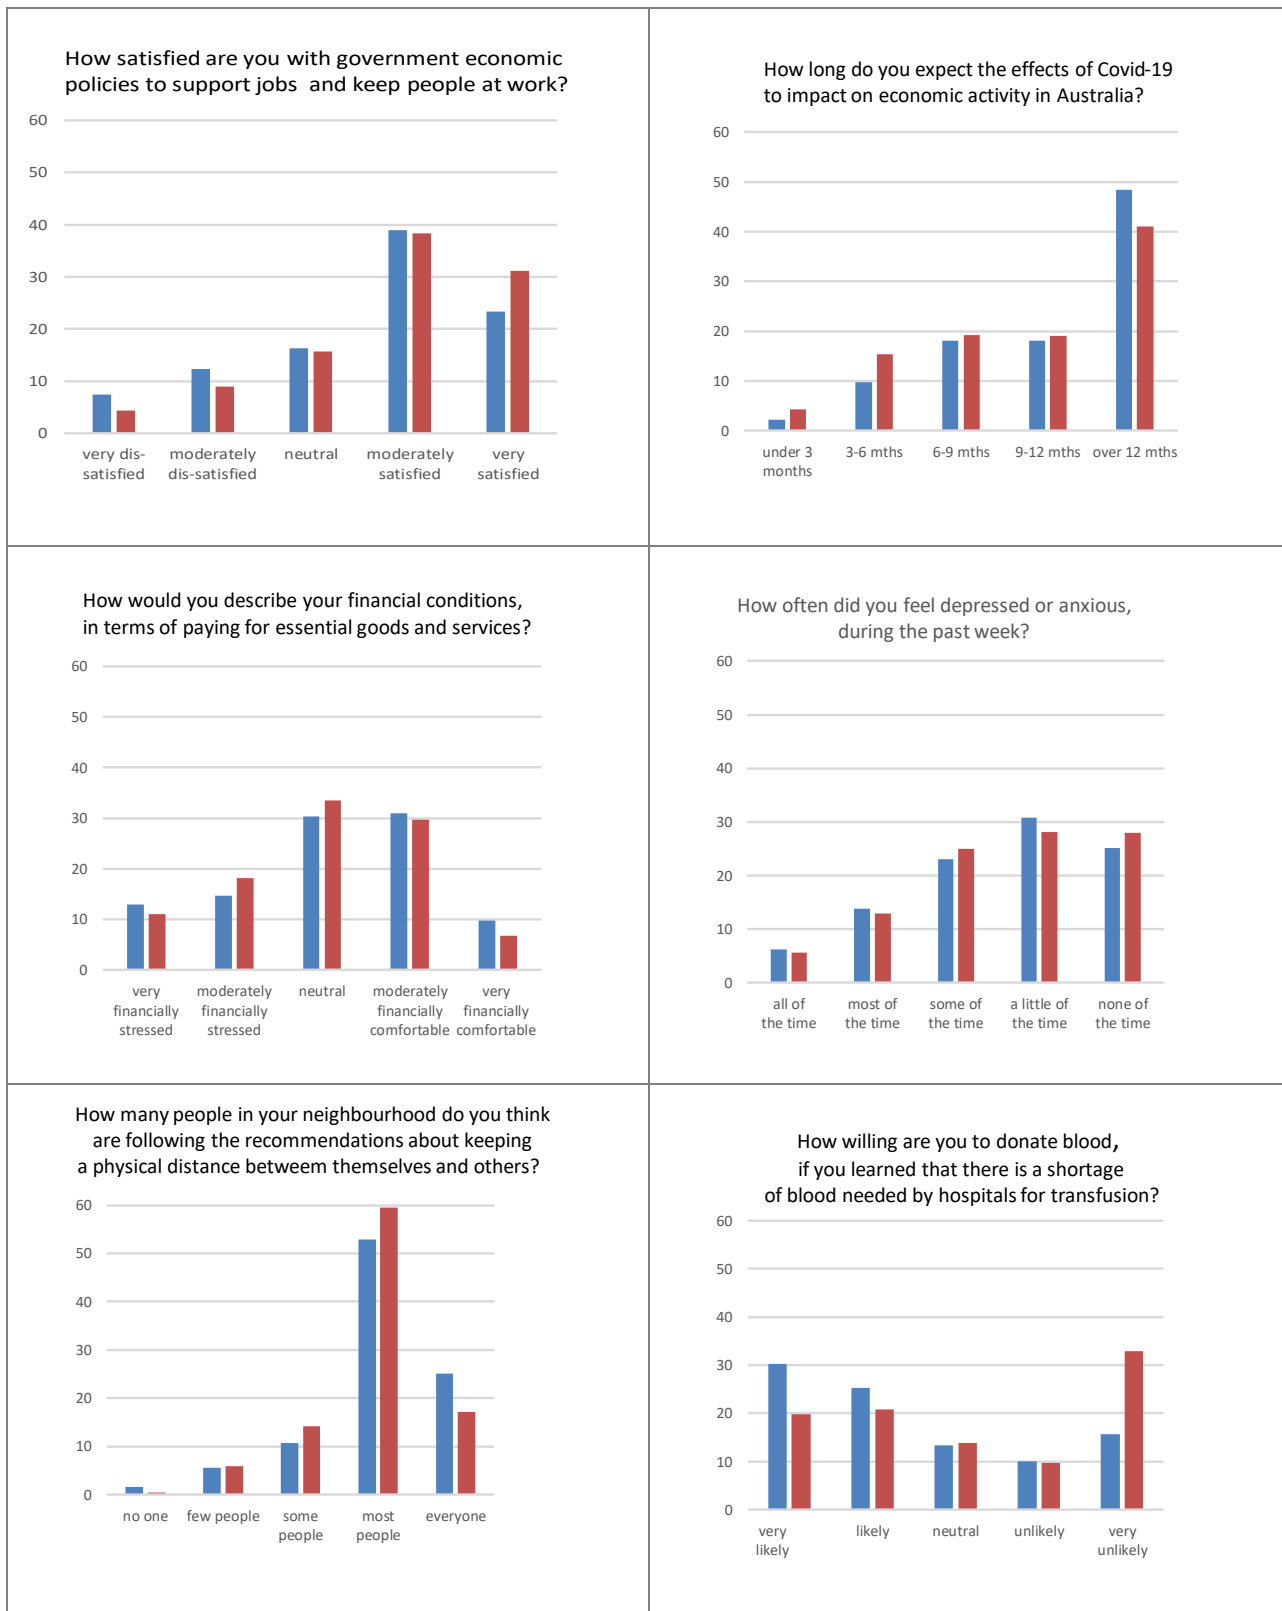 How satisfied are you with government economic
policies to support jobs and keep people at work?
60
50
40
30
20
10
0
very dis-
satisfied
moderately
dis-satisfied
neutral
moderately
satisfied
very
satisfied
How long do you expect the effects of Covid-19
to impact on economic activity in Australia?
60
50
40
30
20
10
0
under 3
months
3-6 mths
6-9 mths
9-12 mths
over 12 mths
How would you describe your financial conditions,
in terms of paying for essential goods and services?
60
50
40
30
20
10
0
very
financially
stressed
moderately
financially
stressed
neutral
moderately
financially
comfortable
very
financially
comfortable
How often did you feel depressed or anxious,
during the past week?
60
50
40
30
20
10
0
all of
the time
most of
the time
some of
the time
a little of
the time
none of
the time
How many people in your neighbourhood do you think
are following the recommendations about keeping
a physical distance betweem themselves and others?
60
50
40
30
20
10
0
no one
few people
some
people
most
people
everyone
How willing are you to donate blood,
if you learned that there is a shortage
of blood needed by hospitals for transfusion?
60
50
40
30
20
10
0
very
likely
likely
neutral
unlikely
very
unlikely